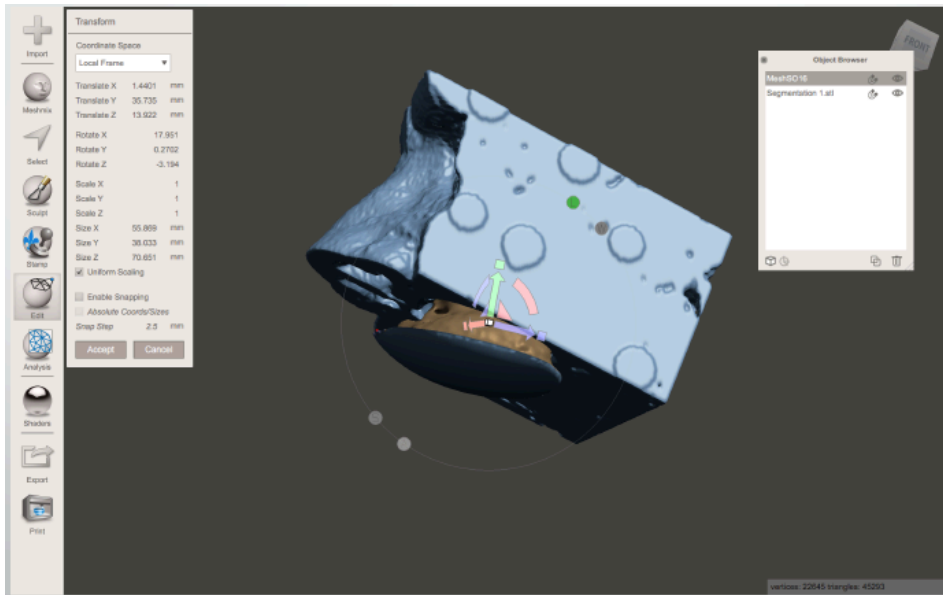 Import
Meshmix
Select
Sculpt
Stamp
Edit
Analysis
Shaders
Export
Print
Transform
Coordinate Space
Local Frame
Translate X 1.4401 mm
Translate Y 35.735 mm
Translate Z 13.922 mm
Rotate X 17.951
Rotate Y 0.2702
Rotate Z -3.194
Scale X 1
Scale Y 1
Scale Z 1
Size X 55.869 mm
Size Y 38.033 mm
Size Z 70.651 mm
Uniform Scaling
Enable Snapping
Absolute Coords/Sizes
Snap Step 2.5 mm
Accept Cancel
FRONT
Object Browser
Segmentation 1.stl
vertices: 22645 triangles: 45293